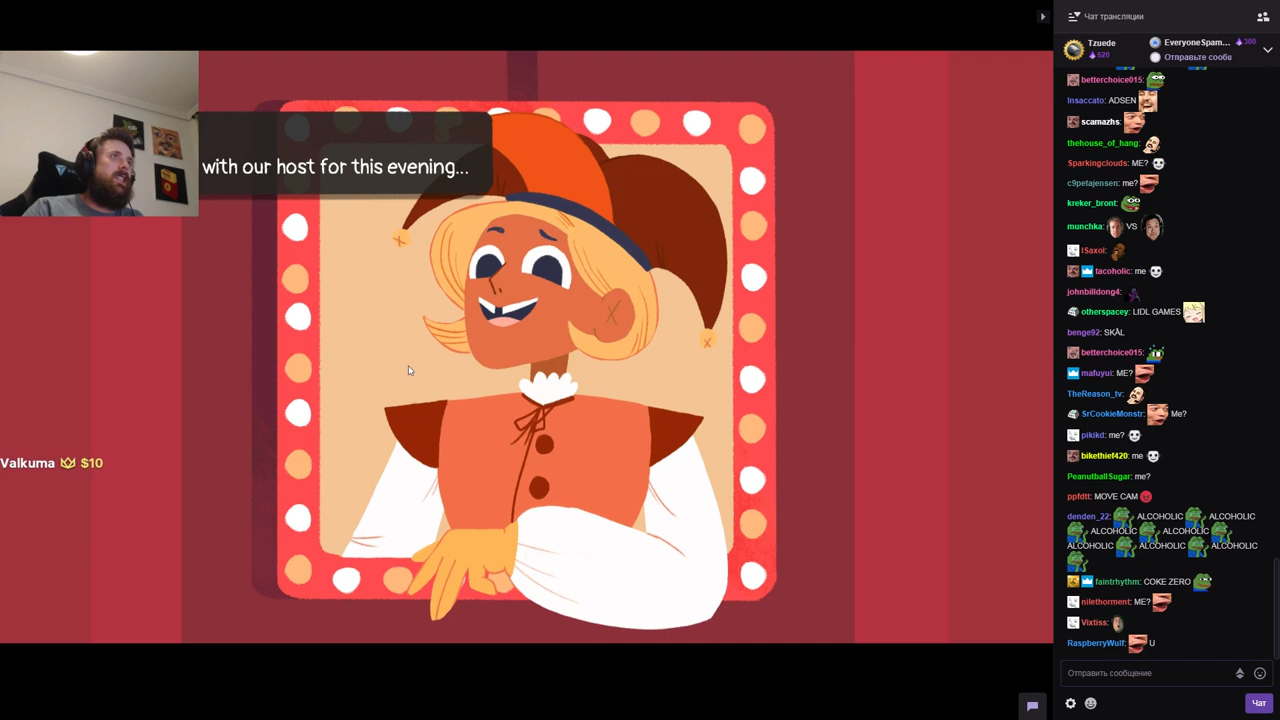 with our host for this evening...
Valkuma $10
Чат трансляции
Tzuede
520
EveryoneSpam... 300
Отправьте сообщ
betterchoice015:
Insaccato: ADSEN
scamazhs:
thehouse_of_hang:
Sparkingclouds: ME?
c9petajensen: me?
kreker_bront:
munchka: VS
iSaxol:
tacoholic: me
johnbilldong4:
otherspacey: LIDL GAMES
benge92: SKÅL
betterchoice015:
mafuyui: ME?
TheReason_tv:
SrCookieMonstr: Me?
pikikd: me?
bikethief420: me
PeanutballSugar: me?
ppfdtt: MOVE CAM
denden_22: ALCOHOLIC ALCOHOLIC
ALCOHOLIC ALCOHOLIC
ALCOHOLIC ALCOHOLIC ALCOHOLIC
faintrhythm: COKE ZERO
nilethorment: ME?
Vixtiss:
RaspberryWulf: U
Отправить сообщение
Чат